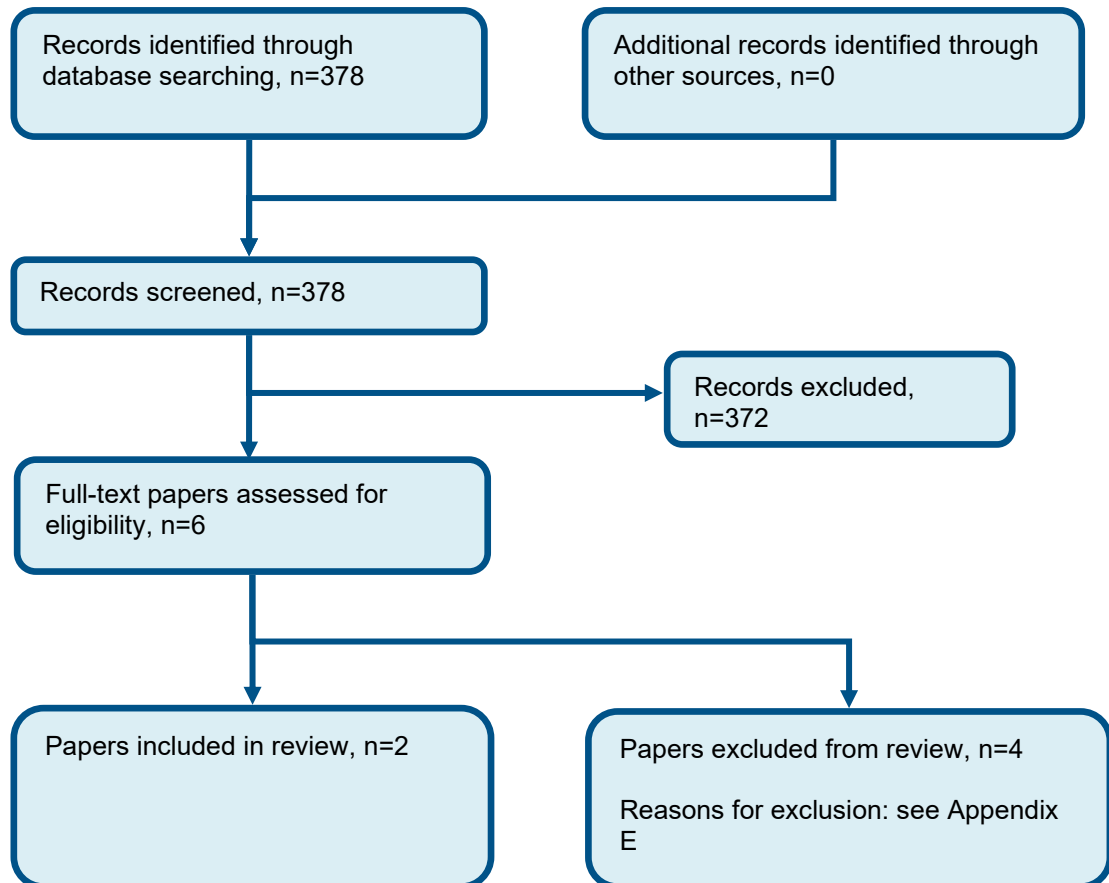 Records identified through
database searching, n=378
Additional records identified through
other sources, n=0
Records screened, n=378
Records excluded,
n=372
Full-text papers assessed for
eligibility, n=6
Papers included in review, n=2
Papers excluded from review, n=4
Reasons for exclusion: see Appendix
E